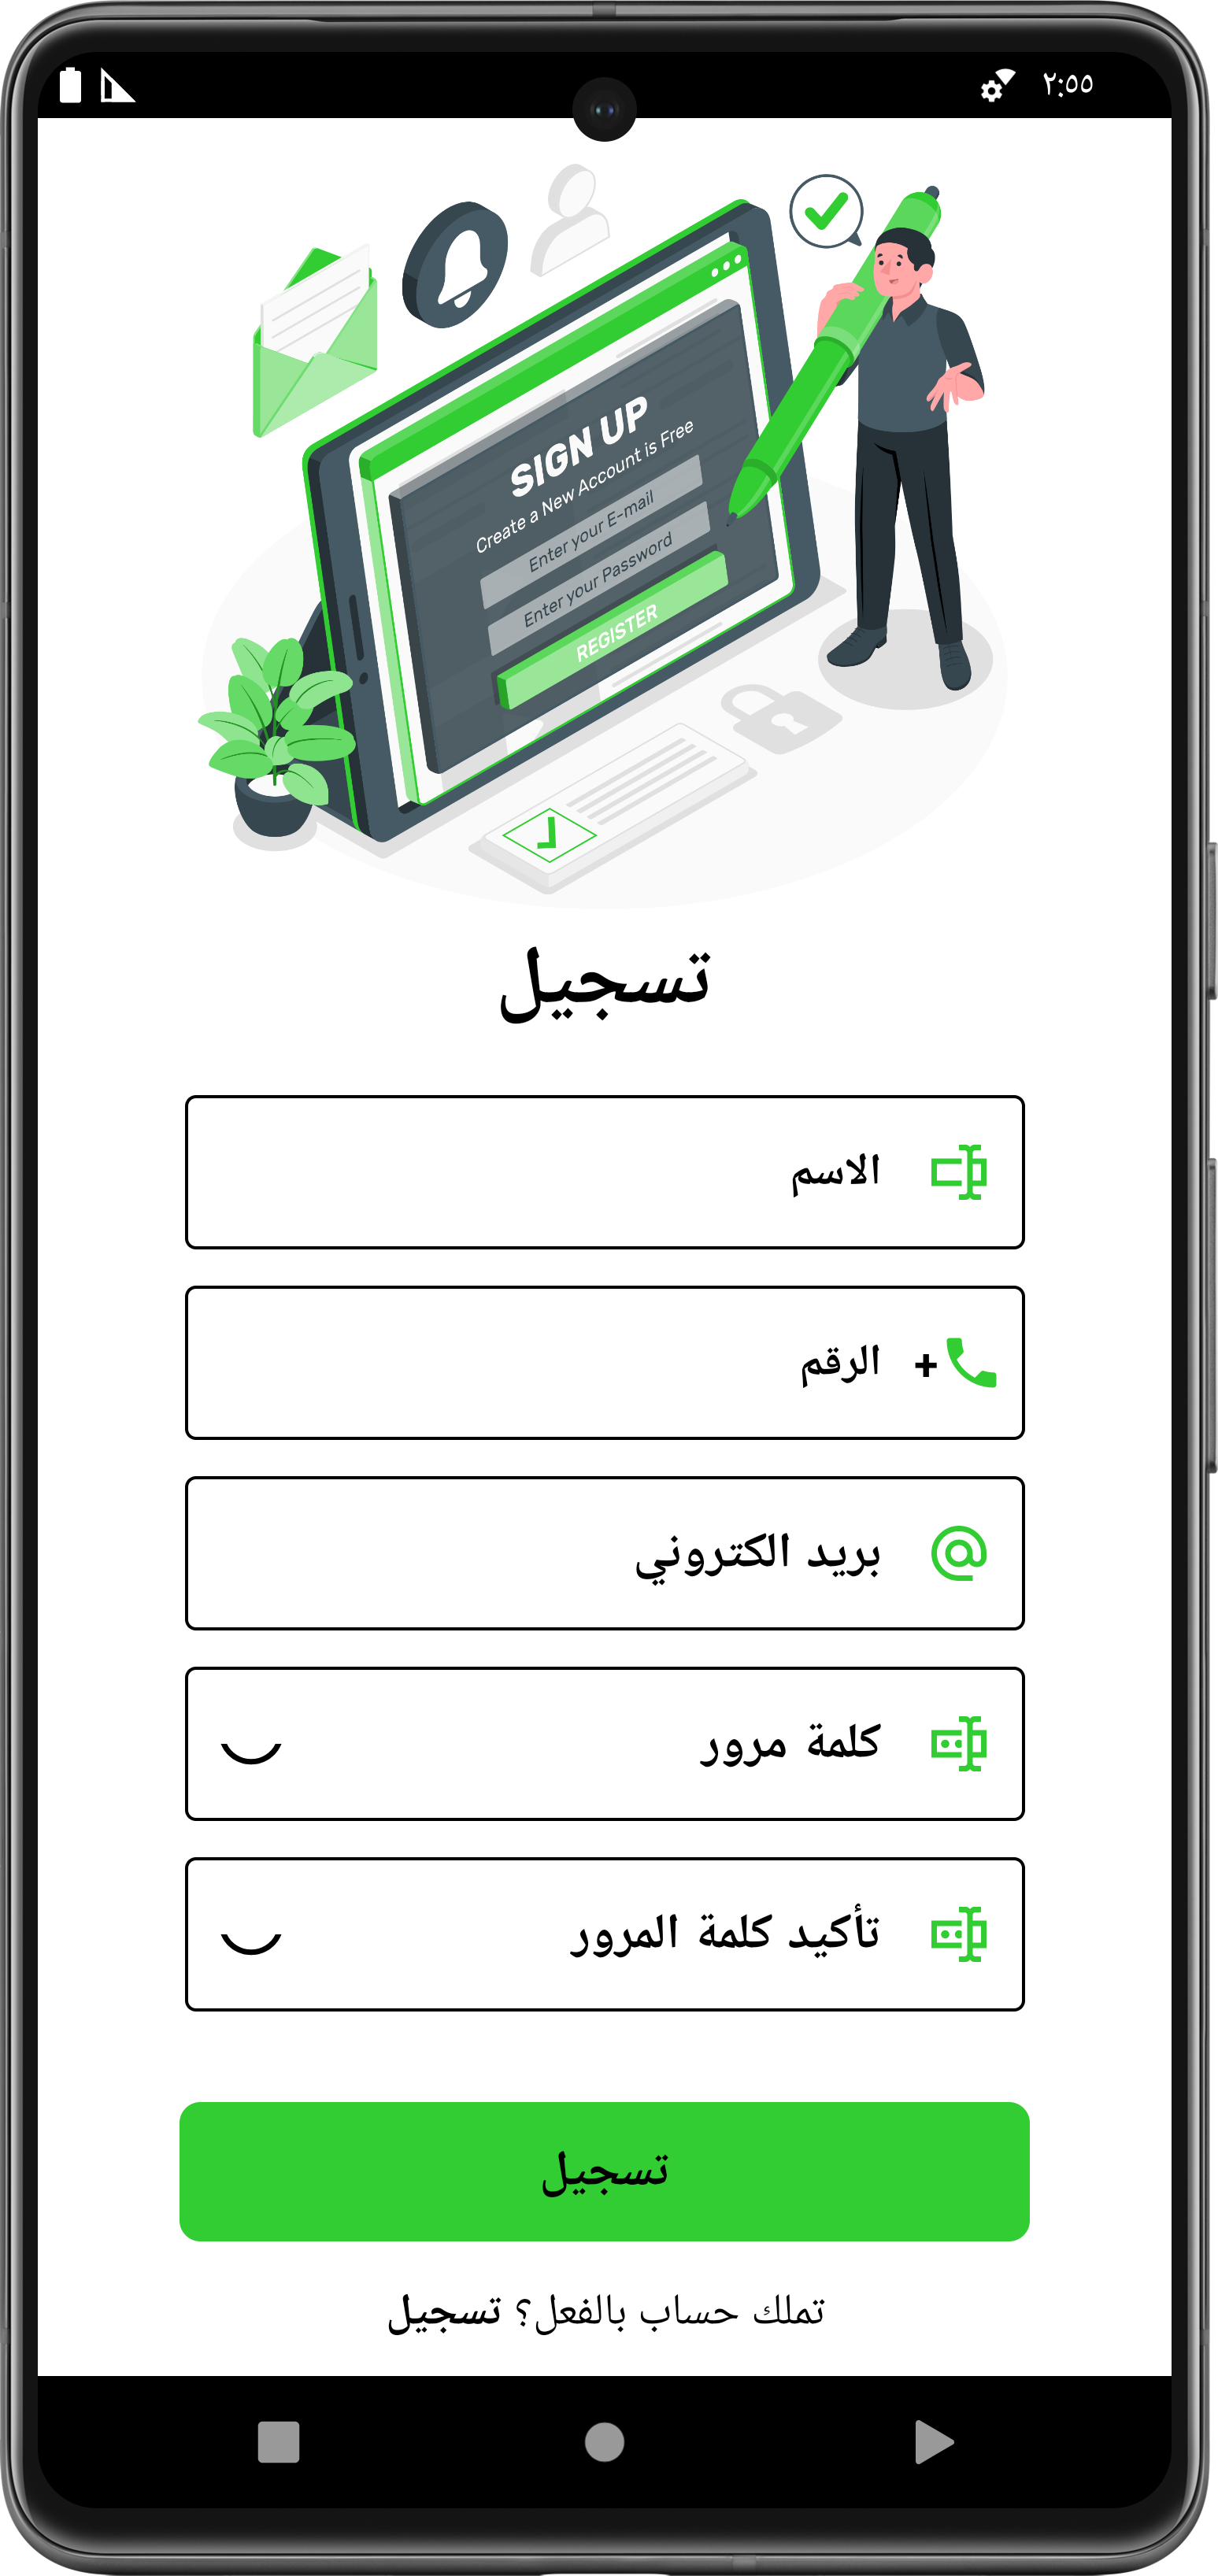 ٢:٥٥
SIGN UP
Create a New Account is Free
Enter your E-mail
Enter your Password
REGISTER
تسجيل
الاسم
+ الرقم
بريد الكتروني
كلمة مرور
تأكيد كلمة المرور
تسجيل
تملك حساب بالفعل؟ تسجيل